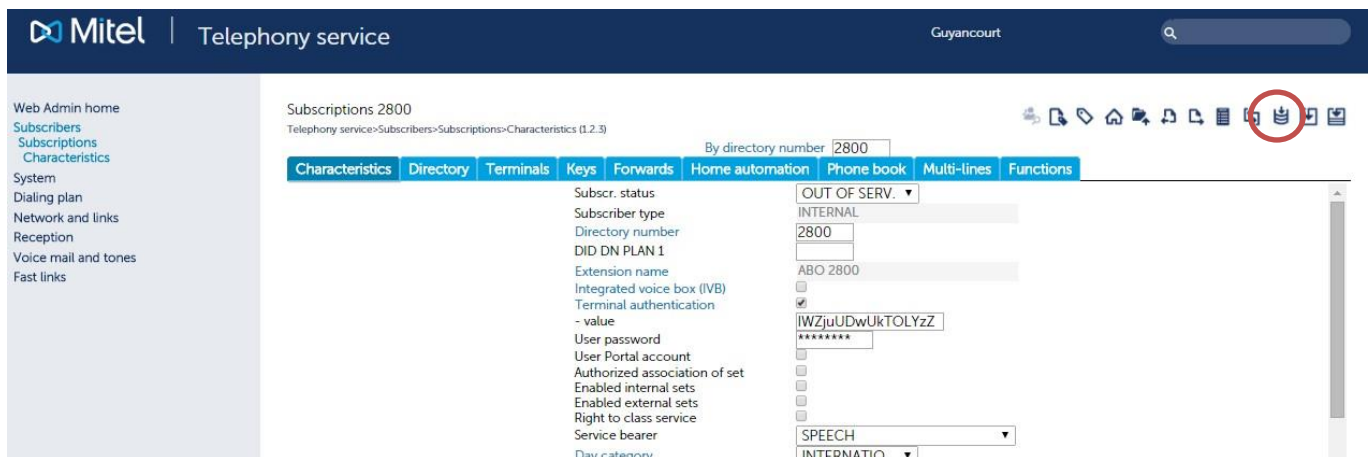 Mitel | Telephony service
Guyancourt
Web Admin home
Subscribers
Subscriptions
Characteristics
System
Dialing plan
Network and links
Reception
Voice mail and tones
Fast links
Subscriptions 2800
Telephony service>Subscribers>Subscriptions>Characteristics (1.2.3)
By directory number 2800
Characteristics Directory Terminals Keys Forwards Home automation Phone book Multi-lines Functions
Subscr. status OUT OF SERV.
Subscriber type INTERNAL
Directory number 2800
DID DN PLAN 1
Extension name ABO 2800
Integrated voice box (IVB)
Terminal authentication
- value IWZjuUDwUkTOLYzZ
User password ********
User Portal account
Authorized association of set
Enabled internal sets
Enabled external sets
Right to class service
Service bearer SPEECH
Day category INTERNATIO